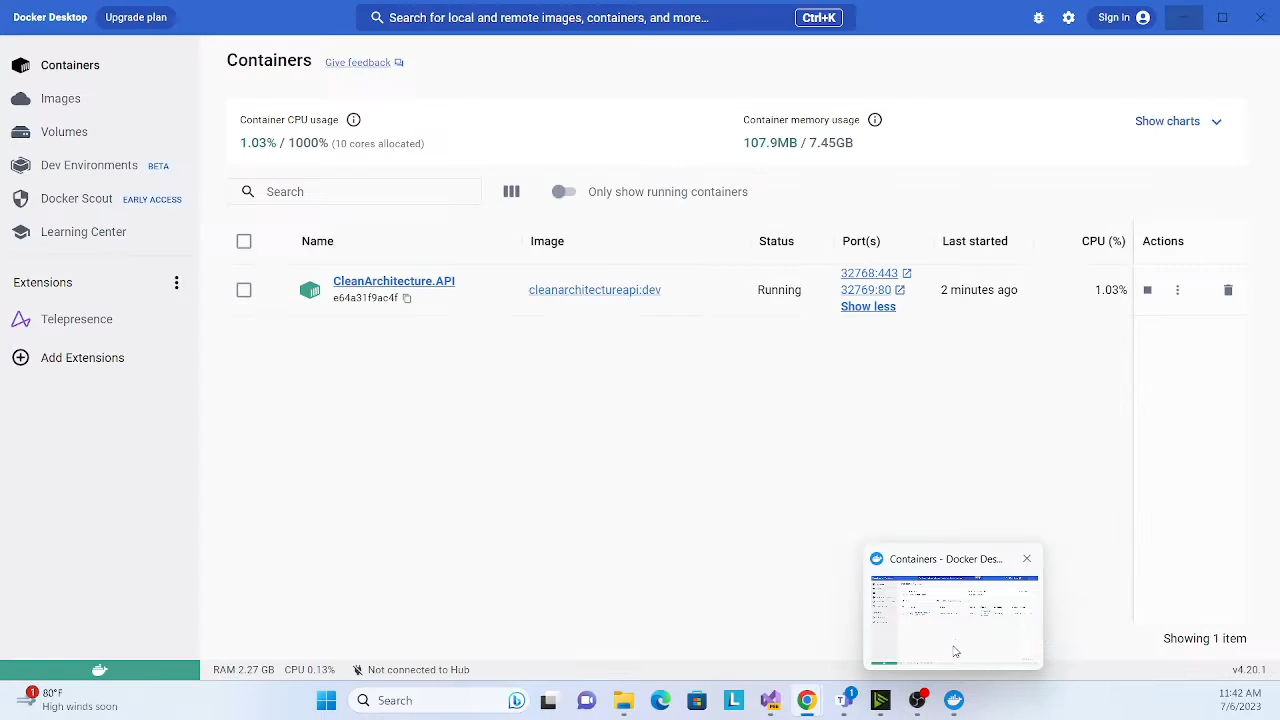 Docker Desktop Upgrade plan Search for local and remote images, containers, and more... Ctrl+K Sign In
Containers
Images
Volumes
Dev Environments BETA
Docker Scout EARLY ACCESS
Learning Center
Extensions
Telepresence
Add Extensions
Containers Give feedback
Container CPU usage
1.03% / 1000% (10 cores allocated)
Container memory usage
107.9MB / 7.45GB
Show charts
Search
Only show running containers
Name Image Status Port(s) Last started CPU (%) Actions
CleanArchitecture.API
e64a31f9ac4f
cleanarchitectureapi:dev
Running
32768:443
32769:80
Show less
2 minutes ago
1.03%
Containers - Docker Des...
Showing 1 item
RAM 2.27 GB CPU 0.13% Not connected to Hub v4.20.1
1
80°F
High winds soon
Search
1
11:42 AM
7/6/2023